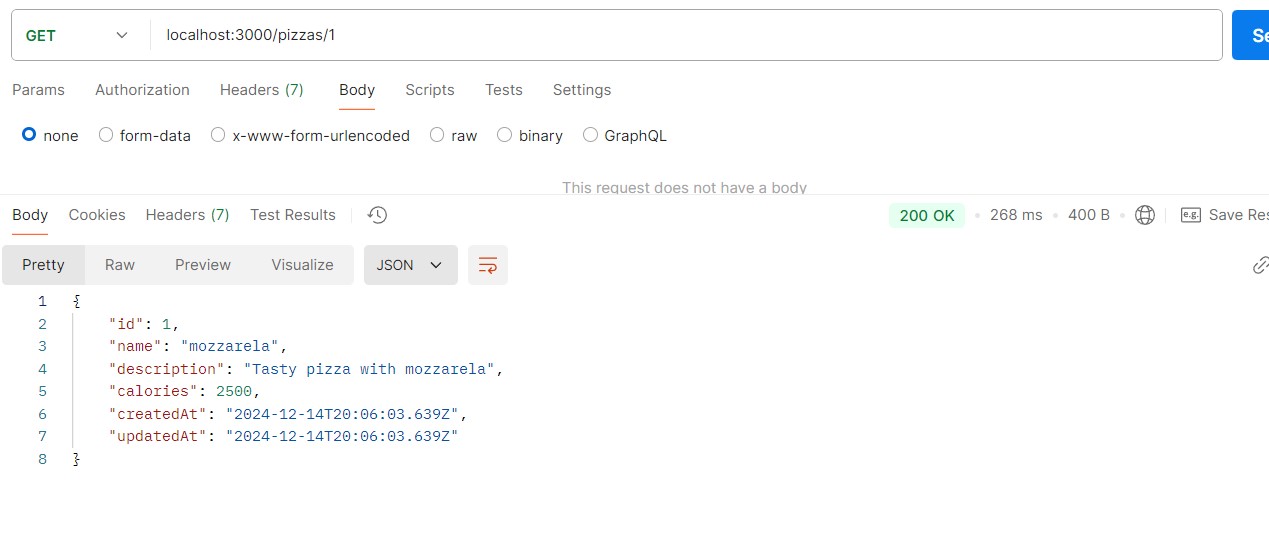 GET localhost:3000/pizzas/1 Se
Params Authorization Headers (7) Body Scripts Tests Settings
none form-data x-www-form-urlencoded raw binary GraphQL
This request does not have a body
Body Cookies Headers (7) Test Results 200 OK 268 ms 400 B e.g. Save Res
Pretty Raw Preview Visualize JSON
1 {
2 "id": 1,
3 "name": "mozzarela",
4 "description": "Tasty pizza with mozzarela",
5 "calories": 2500,
6 "createdAt": "2024-12-14T20:06:03.639Z",
7 "updatedAt": "2024-12-14T20:06:03.639Z"
8 }